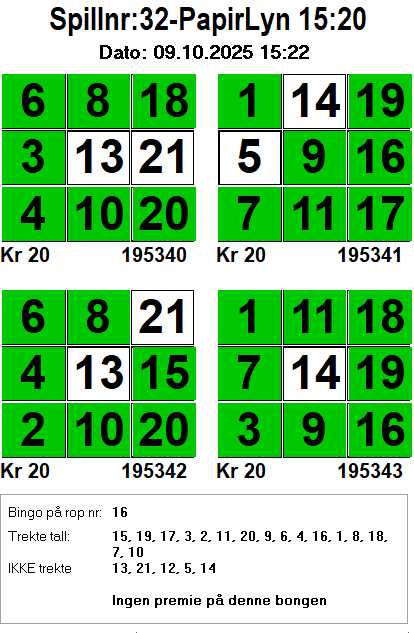 Spillnr:32-PapirLyn 15:20
Dato: 09.10.2025 15:22
6 8 18
3 13 21
4 10 20
Kr 20 195340
1 14 19
5 9 16
7 11 17
Kr 20 195341
6 8 21
4 13 15
2 10 20
Kr 20 195342
1 11 18
7 14 19
3 9 16
Kr 20 195343
Bingo på rop nr: 16
Trekte tall: 15, 19, 17, 3, 2, 11, 20, 9, 6, 4, 16, 1, 8, 18,
7, 10
IKKE trekte 13, 21, 12, 5, 14
Ingen premie på denne bongen